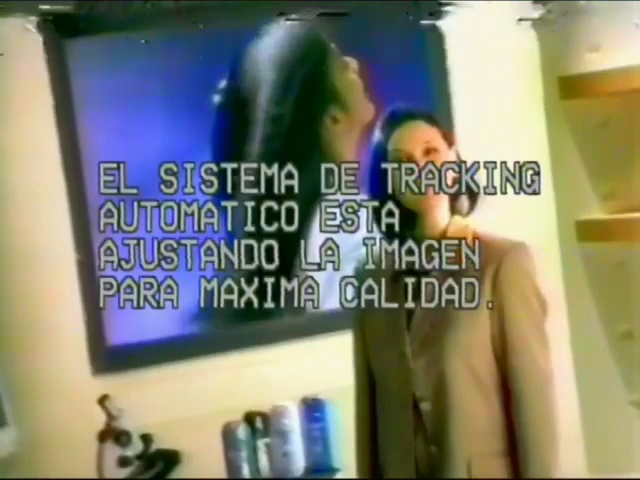 EL SISTEMA DE TRACKING
AUTOMATICO ESTA
AJUSTANDO LA IMAGEN
PARA MAXIMA CALIDAD.